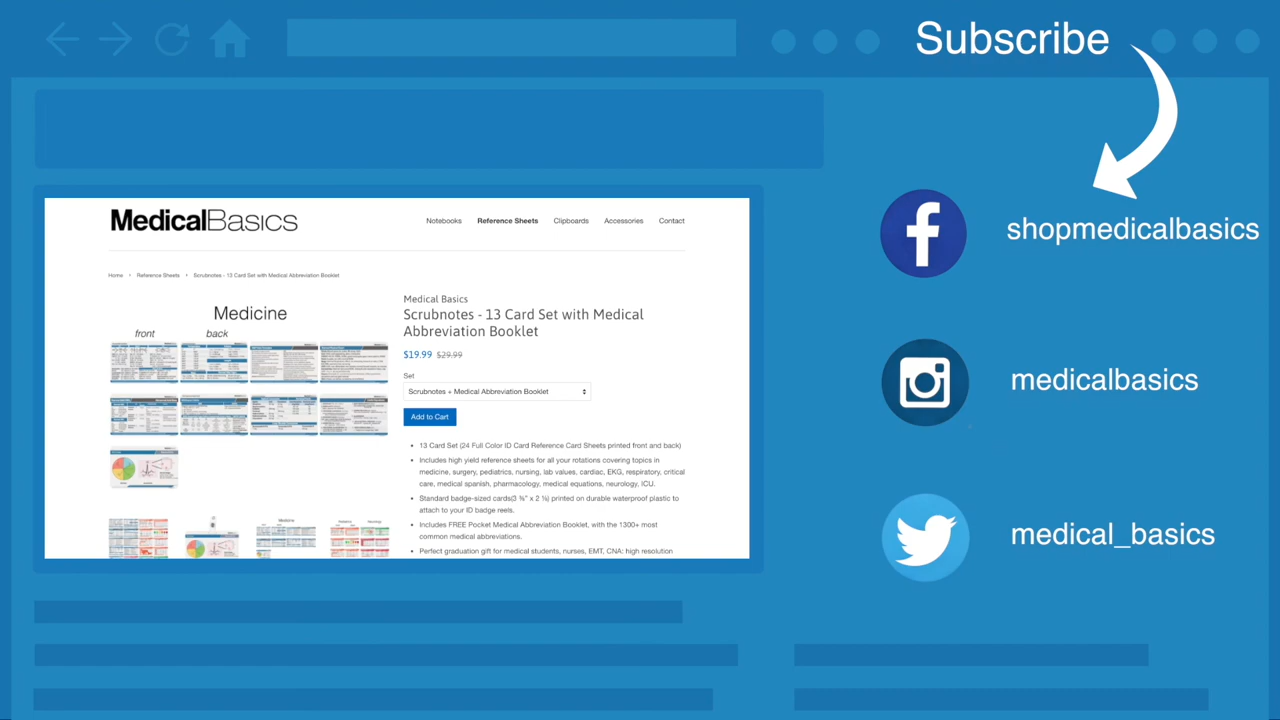 Subscribe
shopmedicalbasics
medicalbasics
medical_basics
MedicalBasics
Notebooks Reference Sheets Clipboards Accessories Contact
Home › Reference Sheets › Scrubnotes - 13 Card Set with Medical Abbreviation Booklet
Medicine
front back
Medical Basics
Scrubnotes - 13 Card Set with Medical
Abbreviation Booklet
$19.99 $29.99
Set
Scrubnotes + Medical Abbreviation Booklet
Add to Cart
• 13 Card Set (24 Full Color ID Card Reference Card Sheets printed front and back)
• Includes high yield reference sheets for all your rotations covering topics in
medicine, surgery, pediatrics, nursing, lab values, cardiac, EKG, respiratory, critical
care, medical spanish, pharmacology, medical equations, neurology, ICU.
• Standard badge-sized cards(3 ⅜" x 2 ⅛) printed on durable waterproof plastic to
attach to your ID badge reels.
• Includes FREE Pocket Medical Abbreviation Booklet, with the 1300+ most
common medical abbreviations.
• Perfect graduation gift for medical students, nurses, EMT, CNA: high resolution